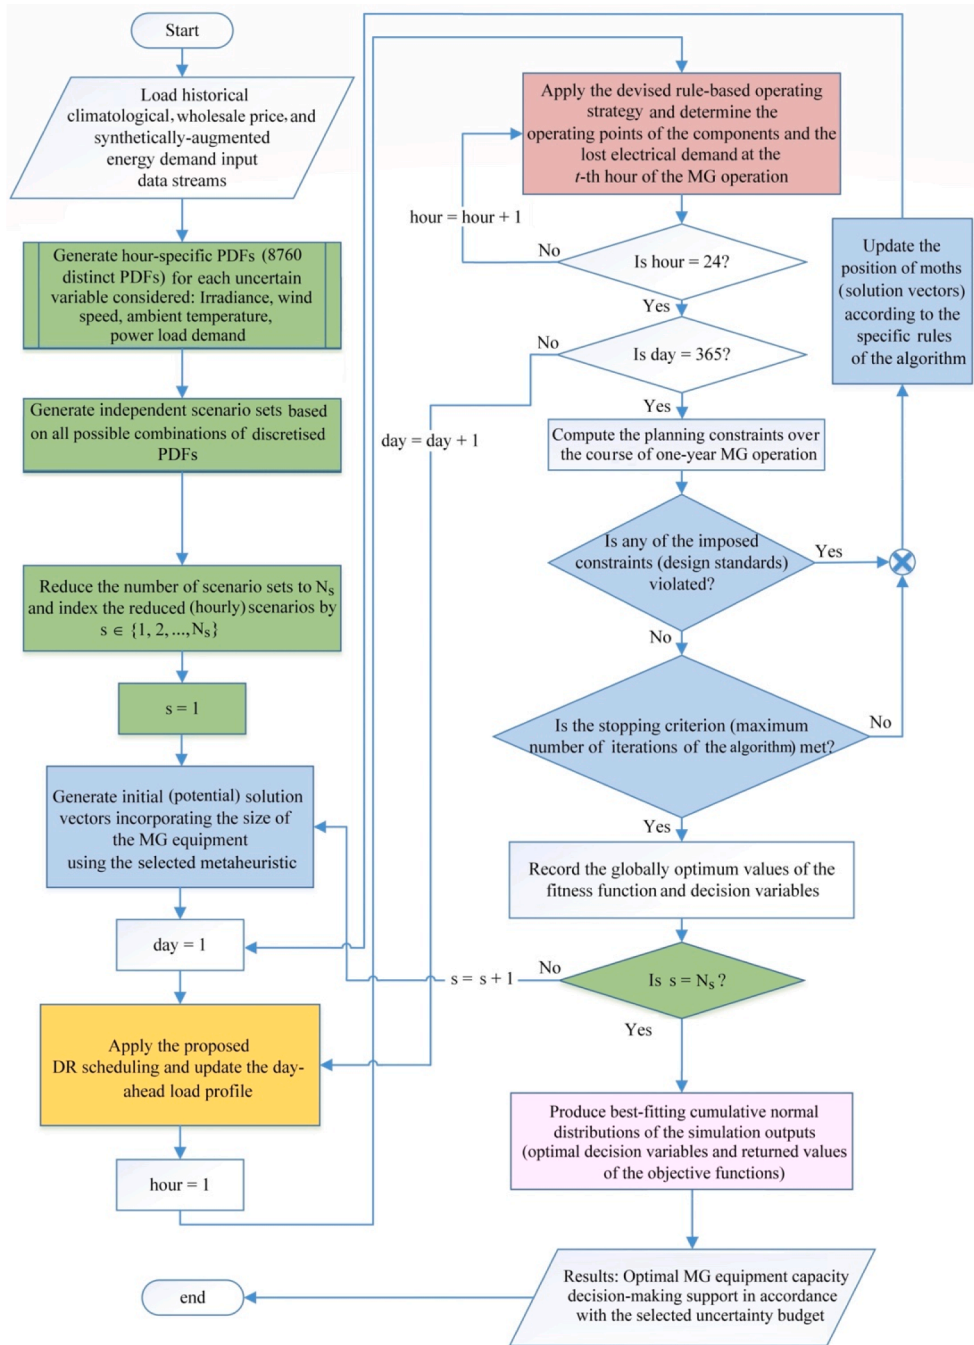 Start
Load historical
climatological, wholesale price, and
synthetically-augmented
energy demand input
data streams
Generate hour-specific PDFs (8760
distinct PDFs) for each uncertain
variable considered: Irradiance, wind
speed, ambient temperature,
power load demand
Generate independent scenario sets based
on all possible combinations of discretised
PDFs
Reduce the number of scenario sets to Ns
and index the reduced (hourly) scenarios by
s ∈ {1, 2, ...,Ns}
s = 1
Generate initial (potential) solution
vectors incorporating the size of
the MG equipment
using the selected metaheuristic
day = 1
Apply the proposed
DR scheduling and update the day-
ahead load profile
hour = 1
Apply the devised rule-based operating
strategy and determine the
operating points of the components and the
lost electrical demand at the
t-th hour of the MG operation
hour = hour + 1
No
Is hour = 24?
Yes
No
Is day = 365?
day = day + 1
Yes
Compute the planning constraints over
the course of one-year MG operation
Is any of the imposed
constraints (design standards)
violated?
Yes
No
Is the stopping criterion (maximum
number of iterations of the algorithm) met?
No
Yes
Update the
position of moths
(solution vectors)
according to the
specific rules
of the algorithm
Record the globally optimum values of the
fitness function and decision variables
Is s = Ns ?
No
s = s + 1
Yes
Produce best-fitting cumulative normal
distributions of the simulation outputs
(optimal decision variables and returned values
of the objective functions)
Results: Optimal MG equipment capacity
decision-making support in accordance
with the selected uncertainty budget
end